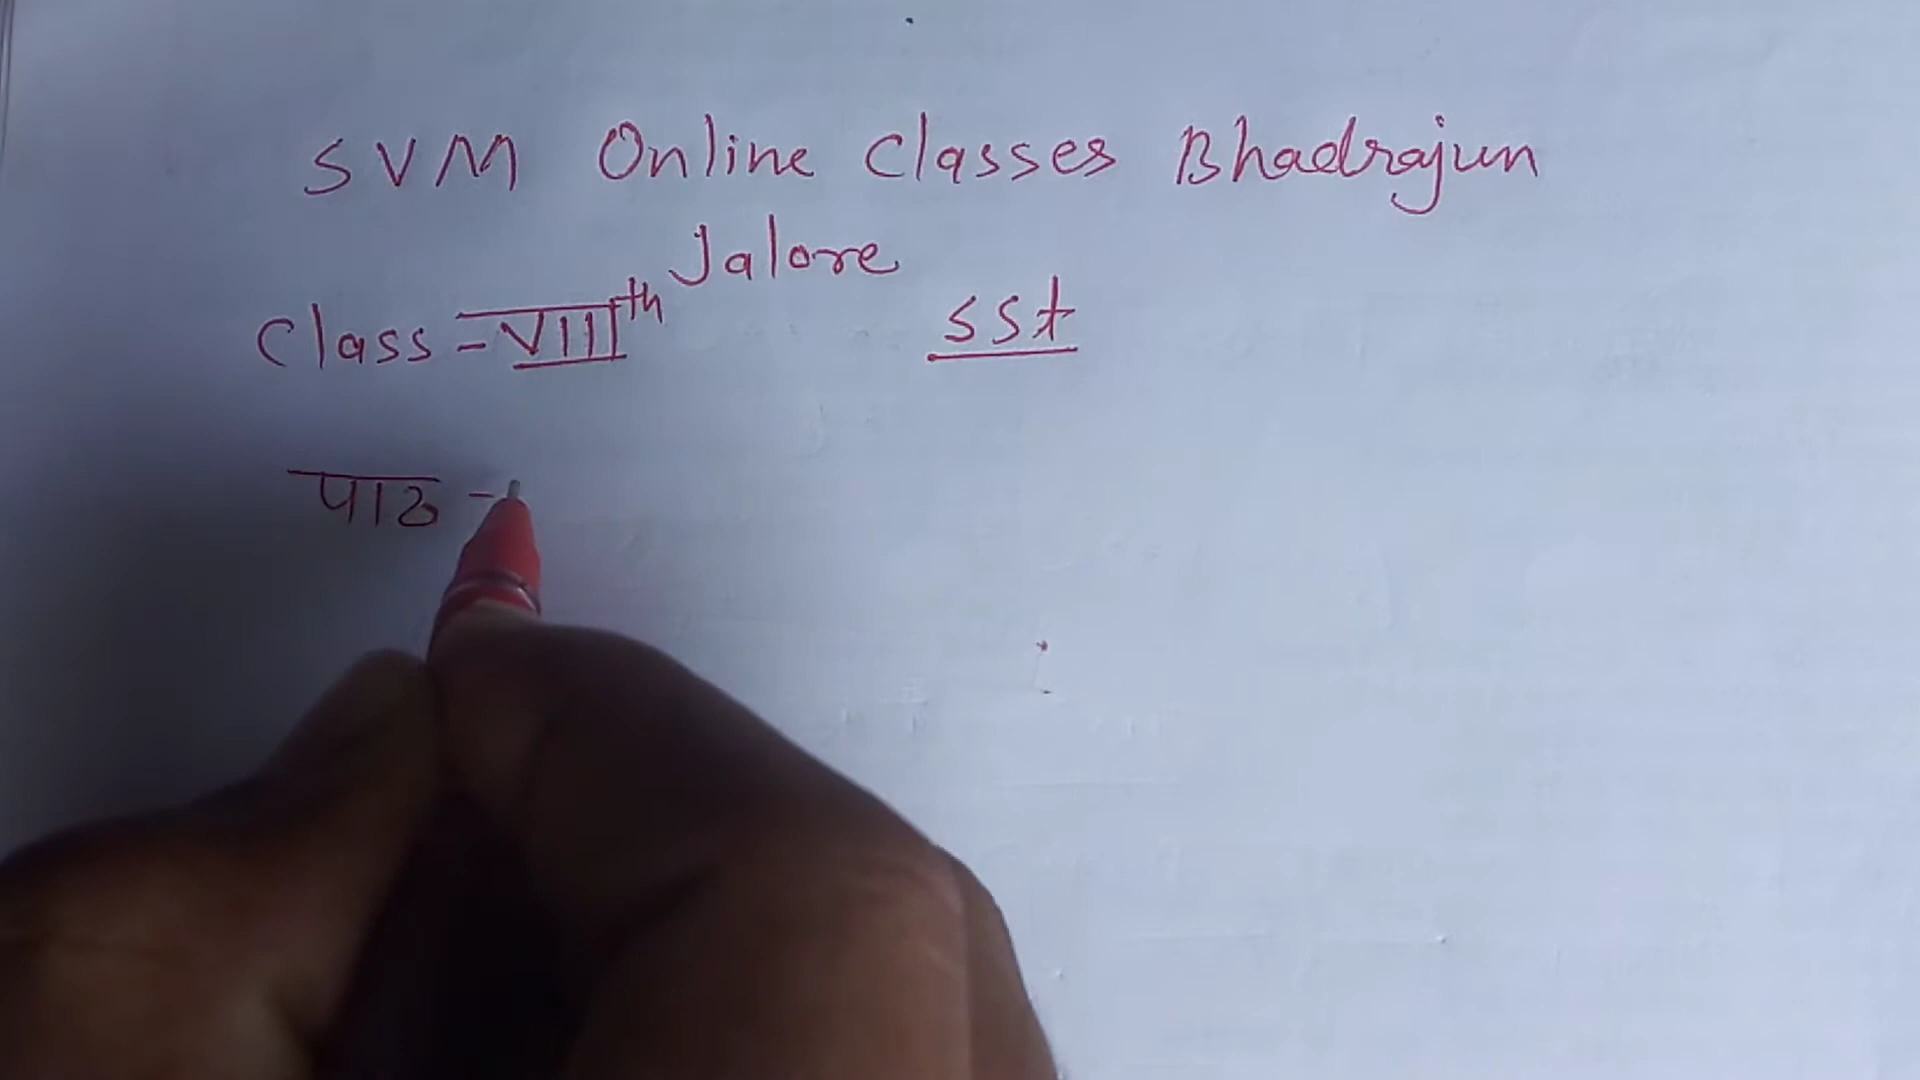 SVM Online Classes Bhadrajun
Jalore
Class - VIIIth SSt
पाठ -